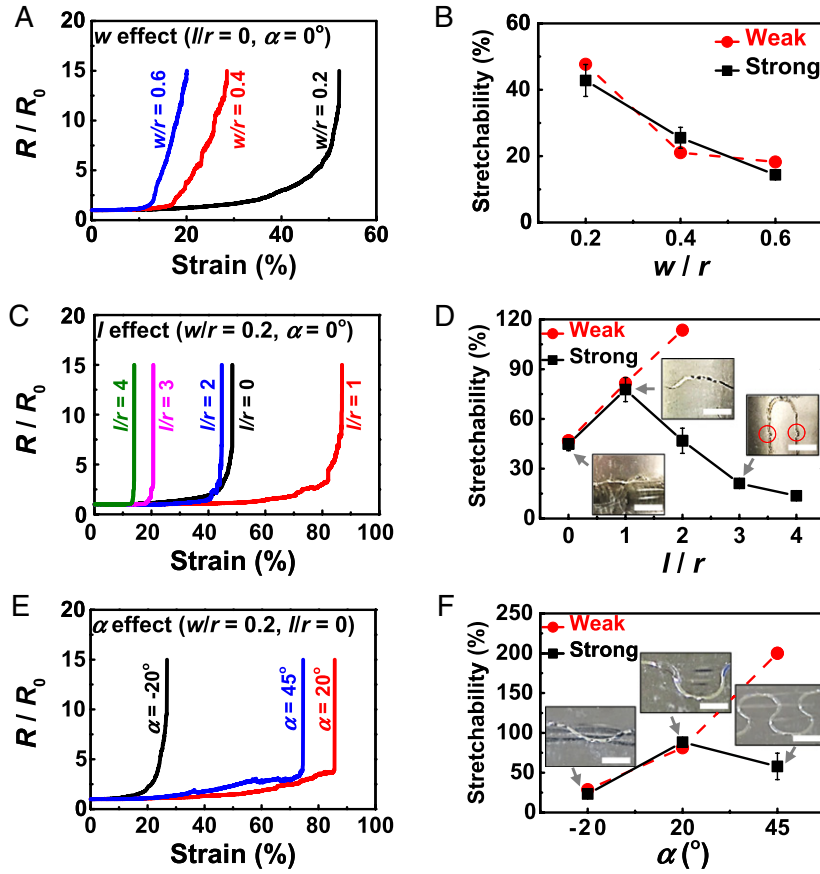 A
w effect (l/r = 0, α = 0°)
20
15
10
5
0
R / R0
w/r = 0.6
w/r = 0.4
w/r = 0.2
0 20 40 60
Strain (%)
B
60
40
20
0
Stretchability (%)
Weak
Strong
0.2 0.4 0.6
w / r
C
l effect (w/r = 0.2, α = 0°)
20
15
10
5
0
R / R0
l/r = 4
l/r = 3
l/r = 2
l/r = 0
l/r = 1
0 20 40 60 80 100
Strain (%)
D
120
90
60
30
0
Stretchability (%)
Weak
Strong
0 1 2 3 4
l / r
E
α effect (w/r = 0.2, l/r = 0)
20
15
10
5
0
R / R0
α = -20°
α = 45°
α = 20°
0 20 40 60 80 100
Strain (%)
F
250
200
150
100
50
0
Stretchability (%)
Weak
Strong
-20 20 45
α (°)